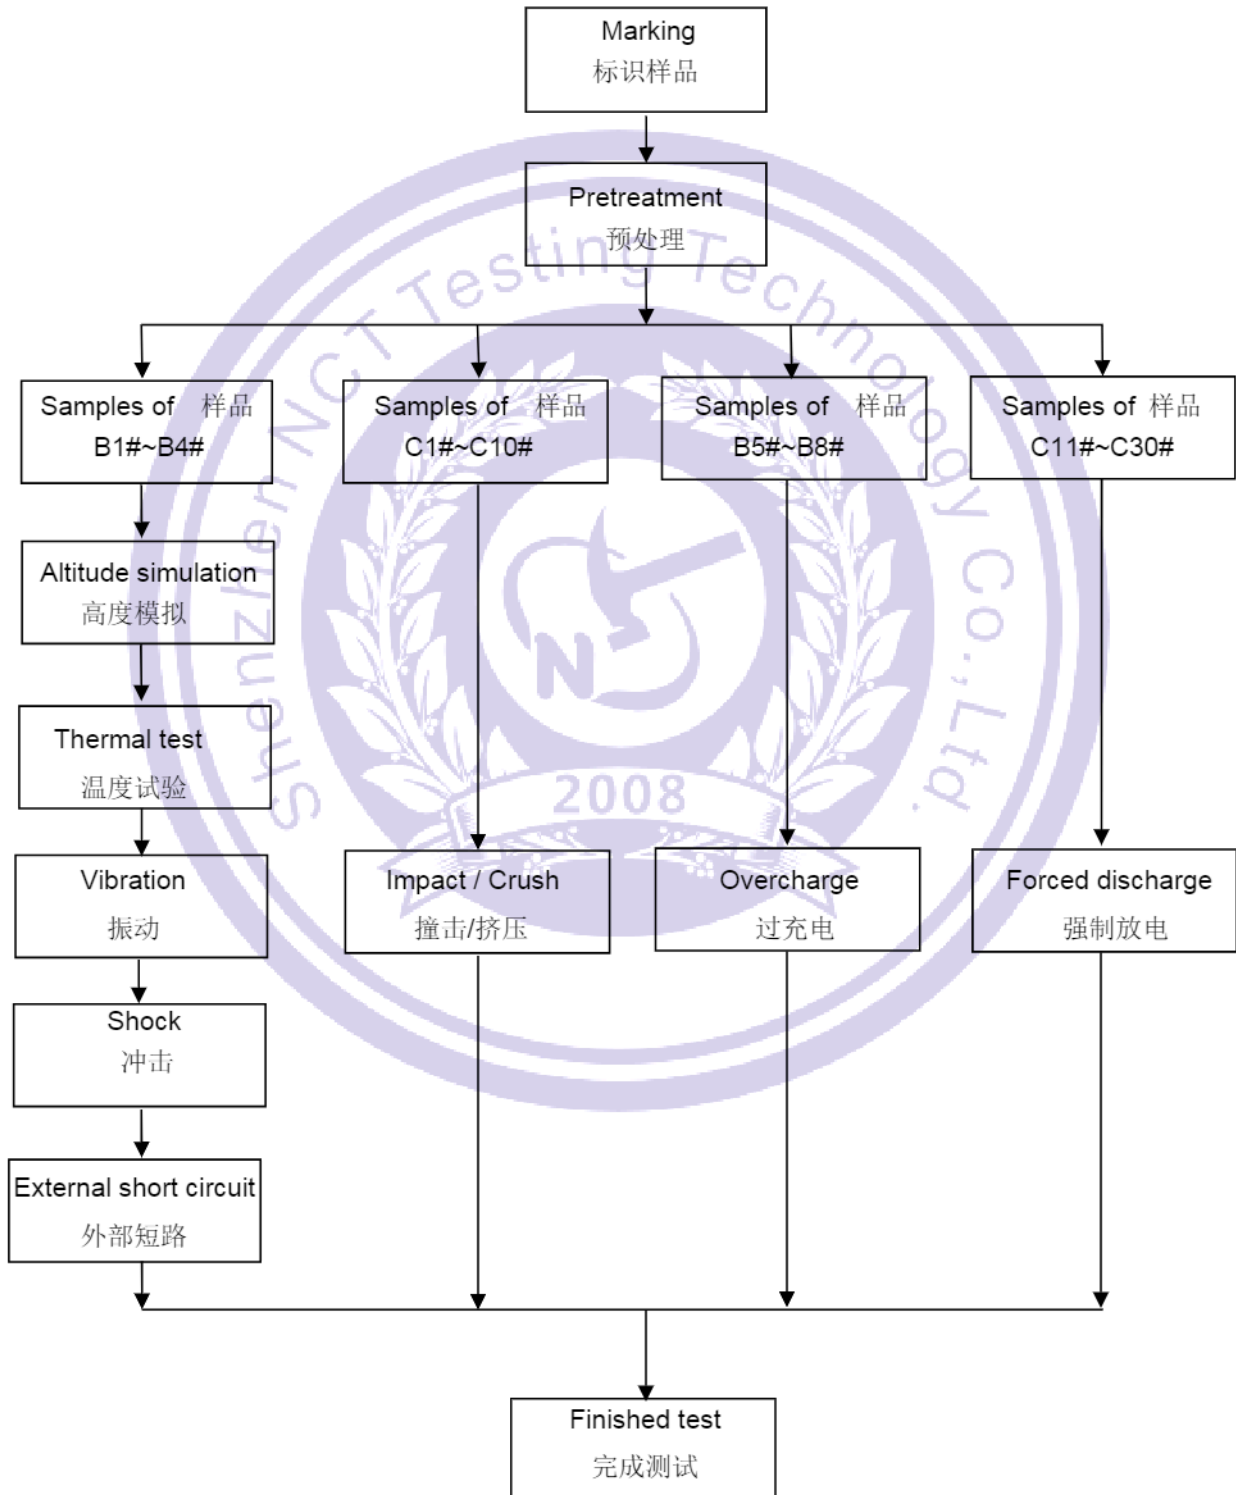 Marking
标识样品
Pretreatment
预处理
Samples of 样品
B1#~B4#
Samples of 样品
C1#~C10#
Samples of 样品
B5#~B8#
Samples of 样品
C11#~C30#
Altitude simulation
高度模拟
Thermal test
温度试验
Vibration
振动
Impact / Crush
撞击/挤压
Overcharge
过充电
Forced discharge
强制放电
Shock
冲击
External short circuit
外部短路
Finished test
完成测试
Shenzhen NCT Testing Technology Co., Ltd.
N
2008